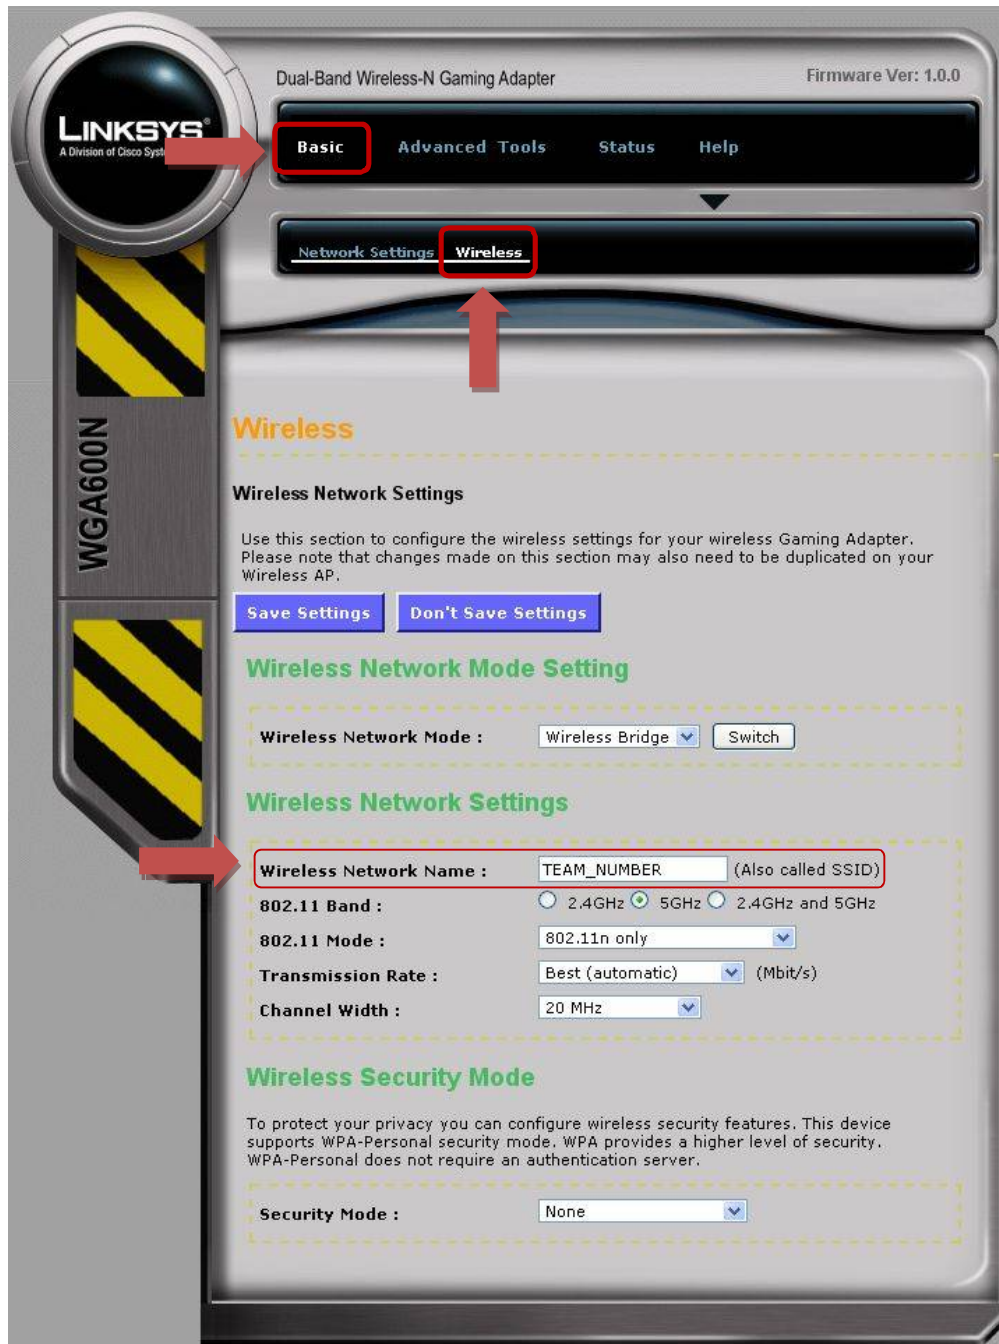 Dual-Band Wireless-N Gaming Adapter
Firmware Ver: 1.0.0
LINKSYS®
A Division of Cisco
Basic Advanced Tools Status Help
Network Settings Wireless
WGA600N
Wireless
Wireless Network Settings
Use this section to configure the wireless settings for your wireless Gaming Adapter.
Please note that changes made on this section may also need to be duplicated on your
Wireless AP.
Save Settings Don't Save Settings
Wireless Network Mode Setting
Wireless Network Mode : Wireless Bridge Switch
Wireless Network Settings
Wireless Network Name : TEAM_NUMBER (Also called SSID)
802.11 Band : 2.4GHz 5GHz 2.4GHz and 5GHz
802.11 Mode : 802.11n only
Transmission Rate : Best (automatic) (Mbit/s)
Channel Width : 20 MHz
Wireless Security Mode
To protect your privacy you can configure wireless security features. This device
supports WPA-Personal security mode. WPA provides a higher level of security.
WPA-Personal does not require an authentication server.
Security Mode : None